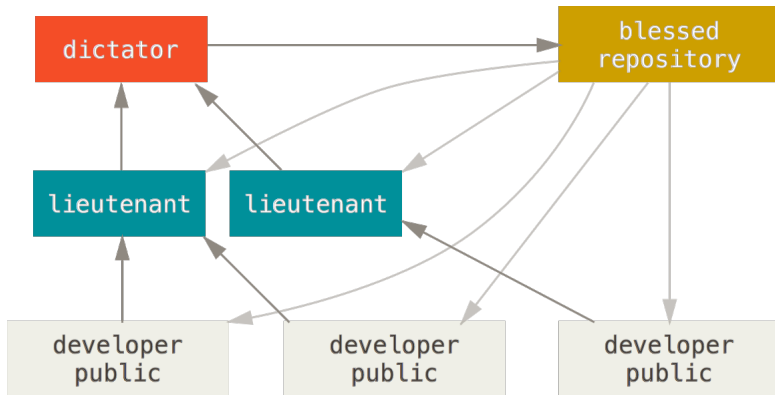 dictator
blessed
repository
lieutenant
lieutenant
developer
public
developer
public
developer
public